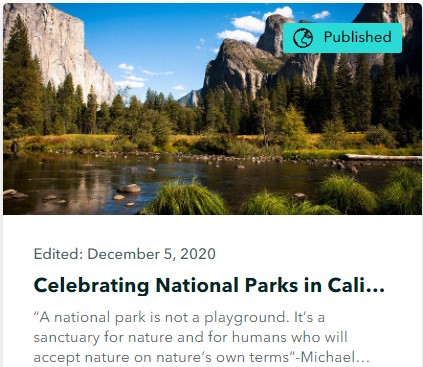 Published
Edited: December 5, 2020
Celebrating National Parks in Cali...
“A national park is not a playground. It’s a
sanctuary for nature and for humans who will
accept nature on nature’s own terms”-Michael...